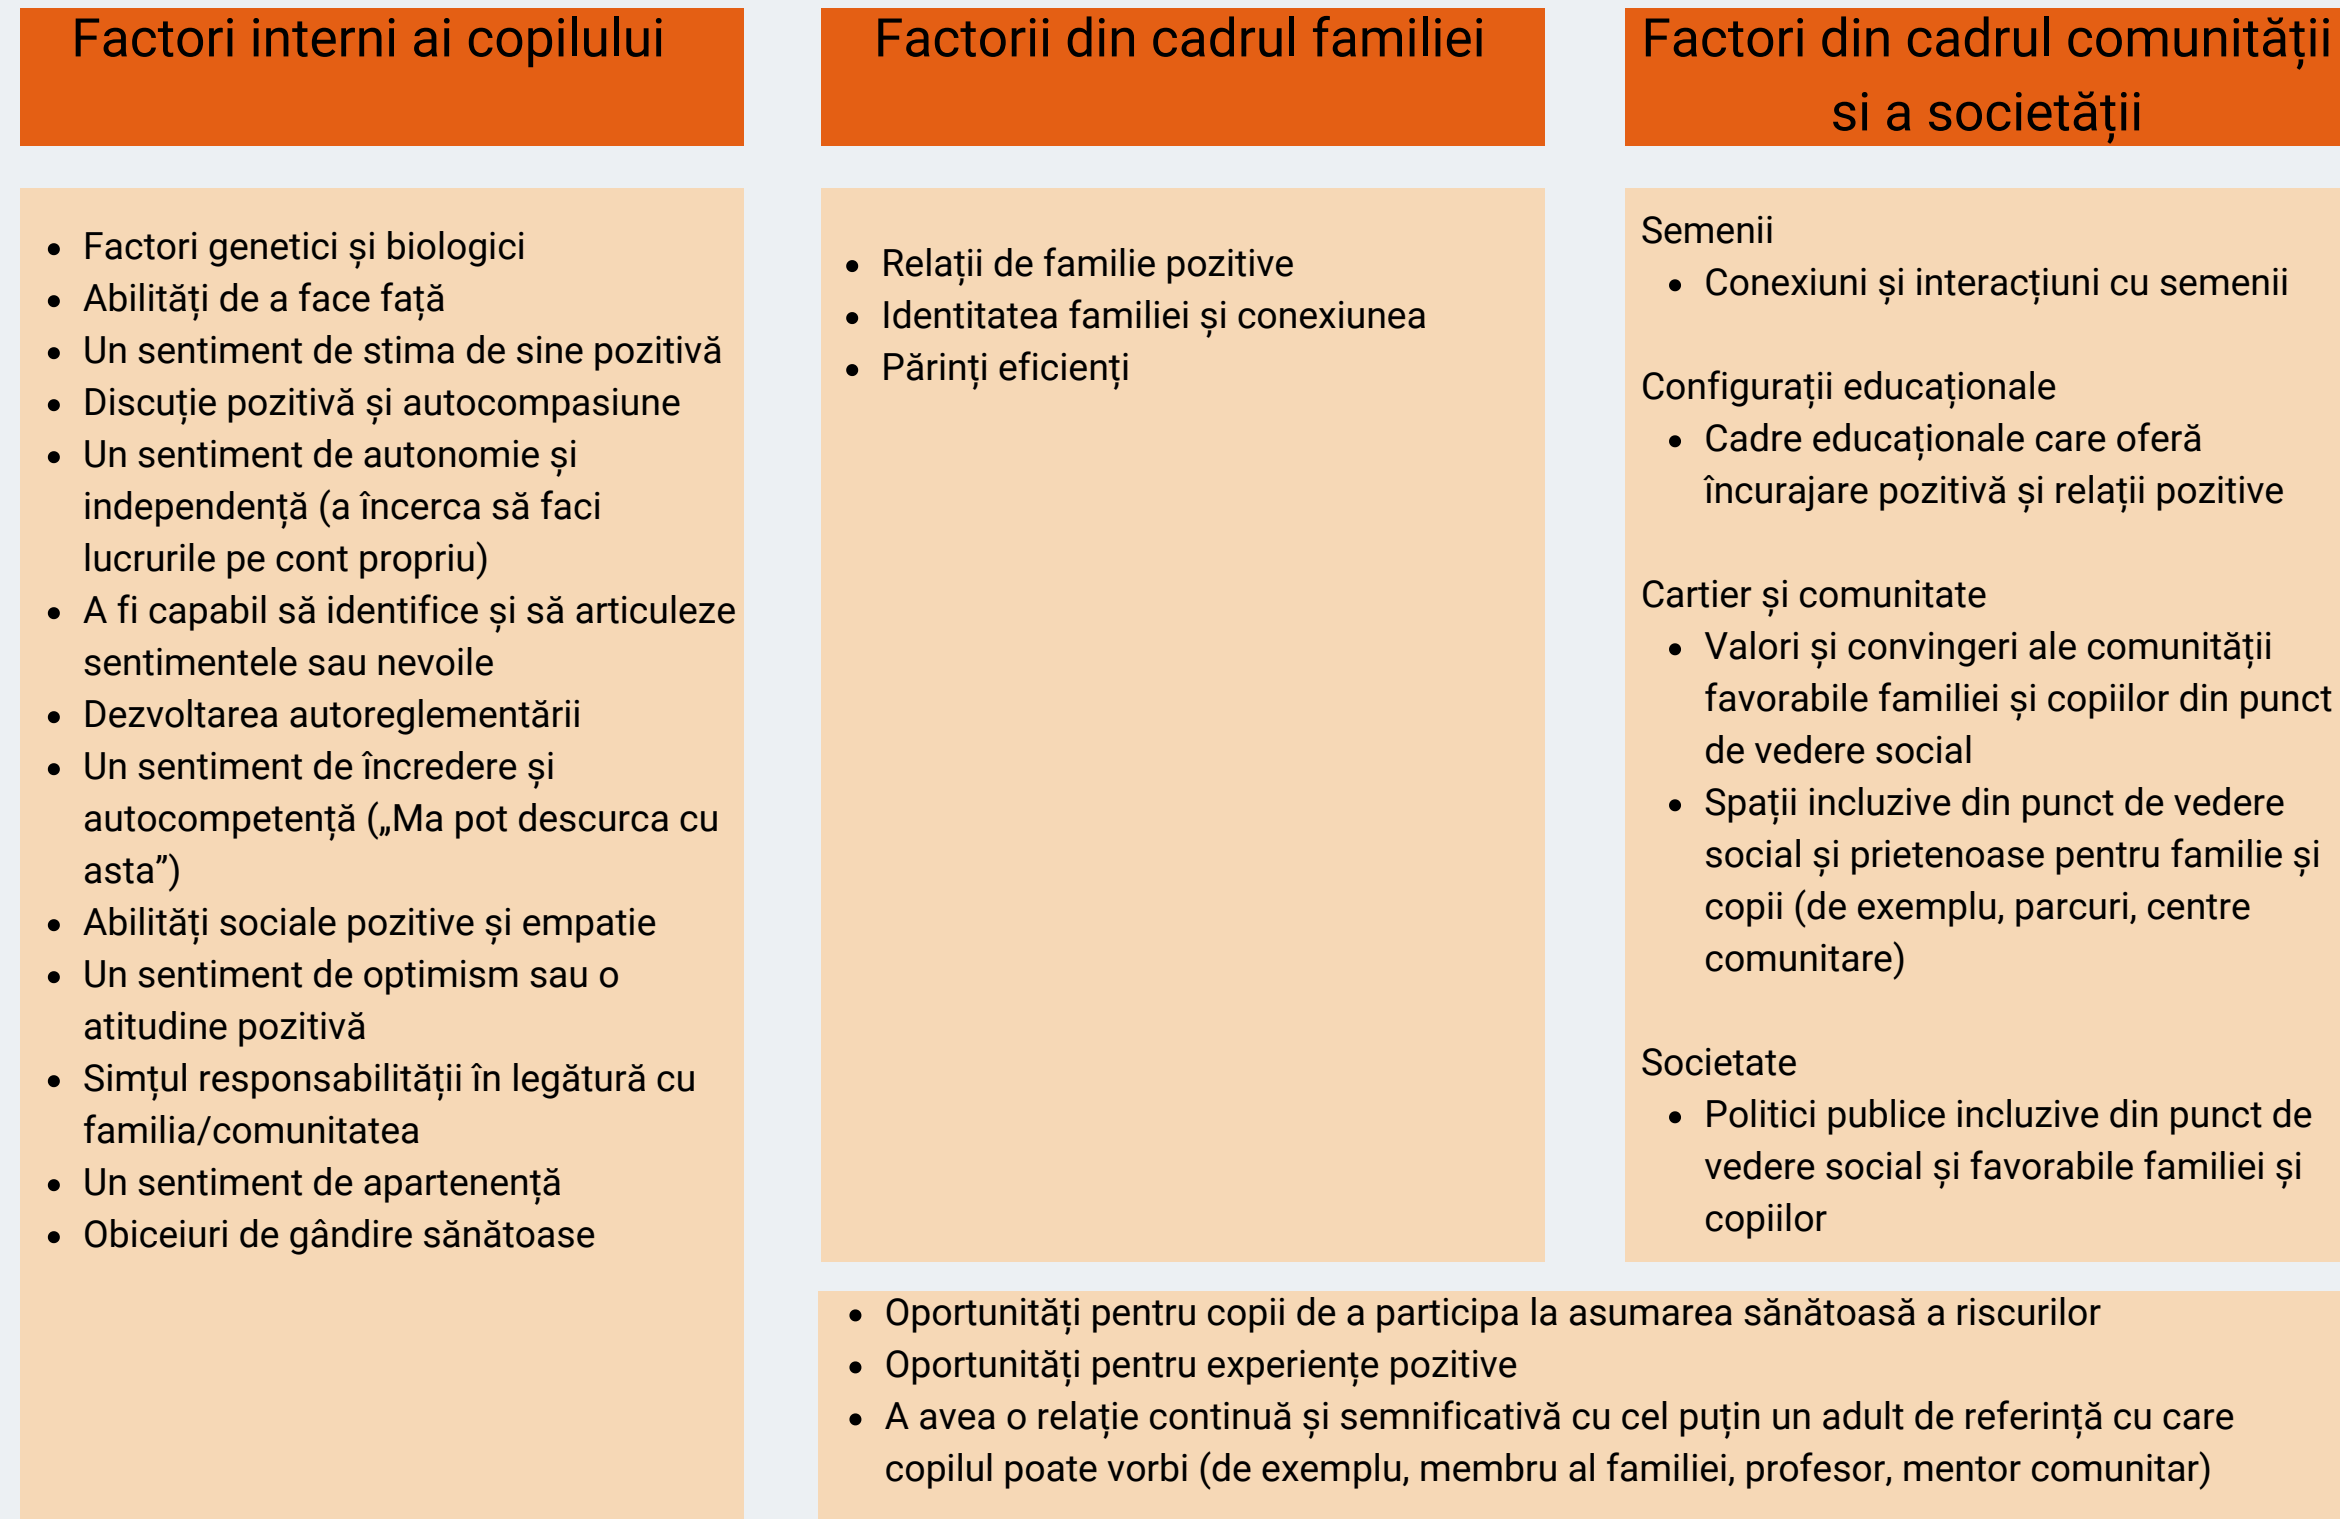 Factori interni ai copilului
Factori genetici și biologici
Abilități de a face față
Un sentiment de stima de sine pozitivă
Discuție pozitivă și autocompasiune
Un sentiment de autonomie și
independență (a încerca să faci
lucrurile pe cont propriu)
A fi capabil să identifice și să articuleze
sentimentele sau nevoile
Dezvoltarea autoreglementării
Un sentiment de încredere și
autocompetență („Ma pot descurca cu
asta”)
Abilități sociale pozitive și empatie
Un sentiment de optimism sau o
atitudine pozitivă
Simțul responsabilității în legătură cu
familia/comunitatea
Un sentiment de apartenență
Obiceiuri de gândire sănătoase
Factorii din cadrul familiei
Relații de familie pozitive
Identitatea familiei și conexiunea
Părinți eficienți
Factori din cadrul comunității
si a societății
Semenii
Conexiuni și interacțiuni cu semenii
Configurații educaționale
Cadre educaționale care oferă
încurajare pozitivă și relații pozitive
Cartier și comunitate
Valori și convingeri ale comunității
favorabile familiei și copiilor din punct
de vedere social
Spații incluzive din punct de vedere
social și prietenoase pentru familie și
copii (de exemplu, parcuri, centre
comunitare)
Societate
Politici publice incluzive din punct de
vedere social și favorabile familiei și
copiilor
Oportunități pentru copii de a participa la asumarea sănătoasă a riscurilor
Oportunități pentru experiențe pozitive
A avea o relație continuă și semnificativă cu cel puțin un adult de referință cu care
copilul poate vorbi (de exemplu, membru al familiei, profesor, mentor comunitar)